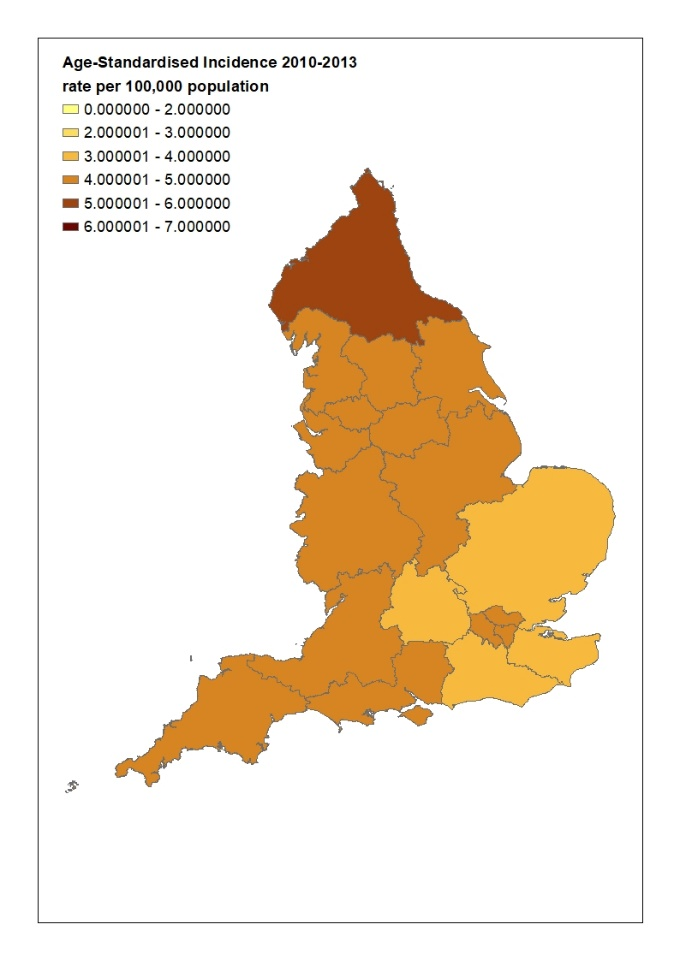 Age-Standardised Incidence 2010-2013
rate per 100,000 population
0.000000 - 2.000000
2.000001 - 3.000000
3.000001 - 4.000000
4.000001 - 5.000000
5.000001 - 6.000000
6.000001 - 7.000000